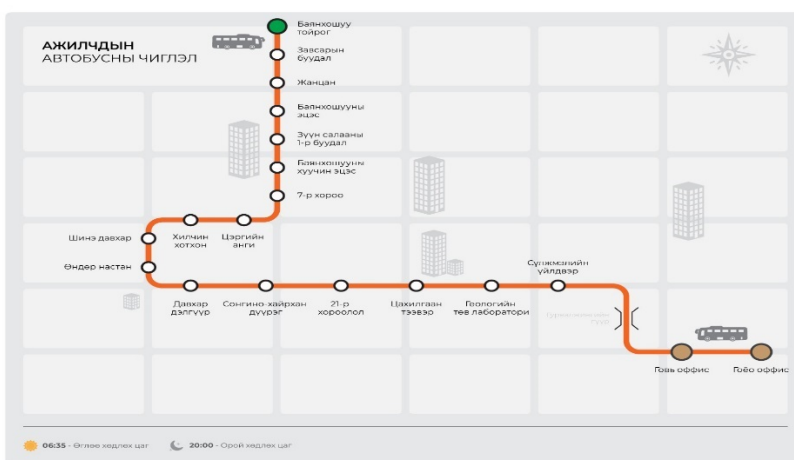 АЖИЛЧДЫН
АВТОБУСНЫ ЧИГЛЭЛ
Баянхошуу
тойрог
Завсарын
буудал
Жанцан
Баянхошууны
эцэс
Зүүн салааны
1-р буудал
Баянхошууны
хуучин эцэс
7-р хороо
Шинэ давхар
Хилчин
хотхон
Цэргийн
анги
Өндөр настан
Давхар
дэлгүүр
Сонгино-хайрхан
дүүрэг
21-р
хороолол
Цахилгаан
тээвэр
Геологийн
төв лаборатори
Сүлжмэлийн
үйлдвэр
Говь оффис
Гоёо оффис
06:35 - Өглөө хөдлөх цаг
20:00 - Орой хөдлөх цаг